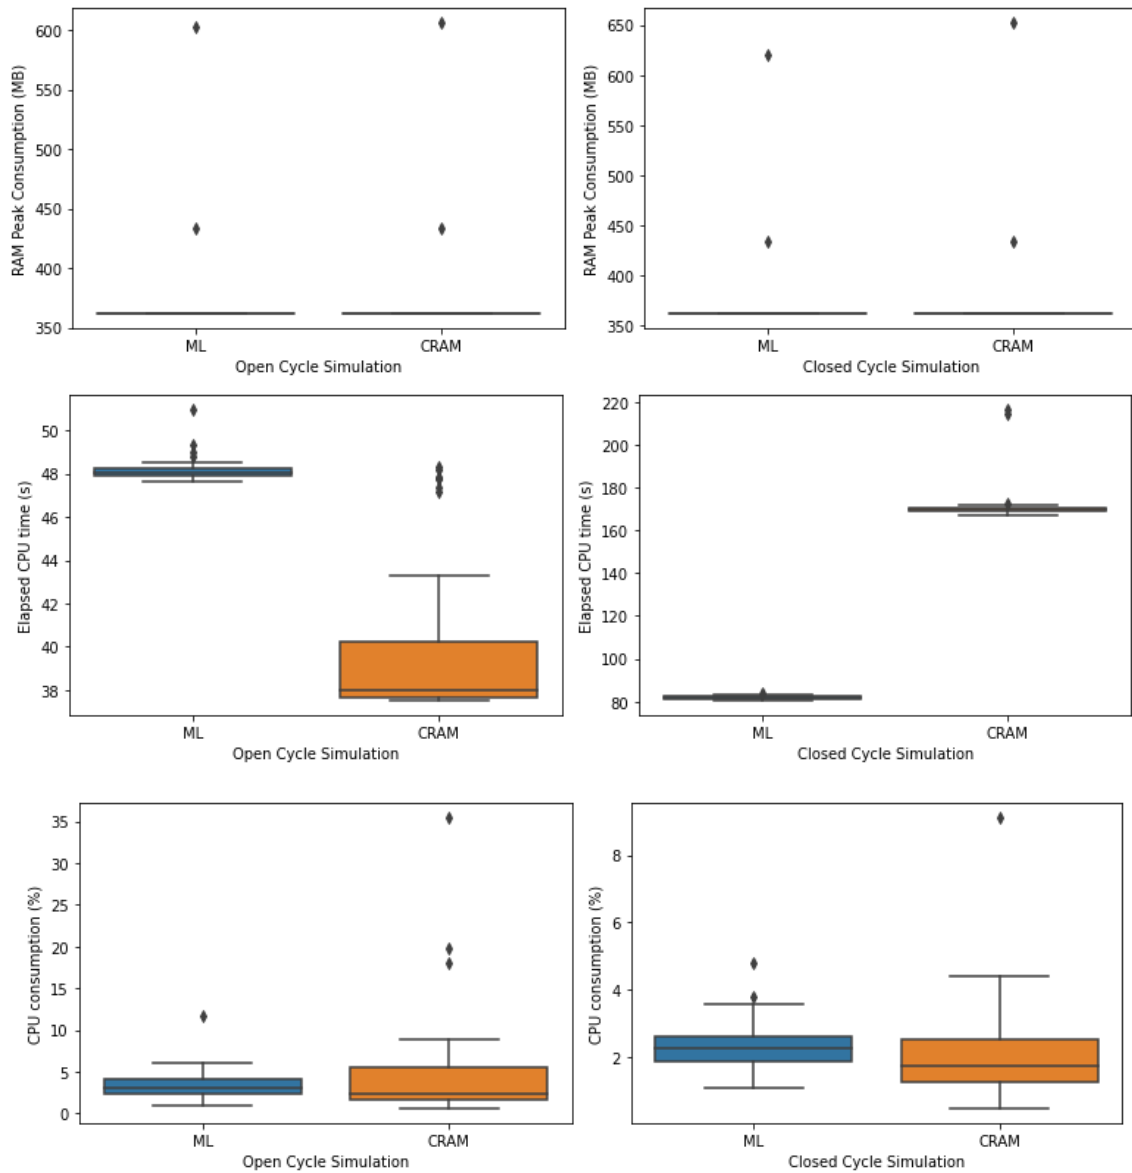 RAM Peak Consumption (MB)
600
550
500
450
400
350
ML
CRAM
Open Cycle Simulation
RAM Peak Consumption (MB)
650
600
550
500
450
400
350
ML
CRAM
Closed Cycle Simulation
Elapsed CPU time (s)
50
48
46
44
42
40
38
ML
CRAM
Open Cycle Simulation
Elapsed CPU time (s)
220
200
180
160
140
120
100
80
ML
CRAM
Closed Cycle Simulation
CPU consumption (%)
35
30
25
20
15
10
5
0
ML
CRAM
Open Cycle Simulation
CPU consumption (%)
8
6
4
2
ML
CRAM
Closed Cycle Simulation